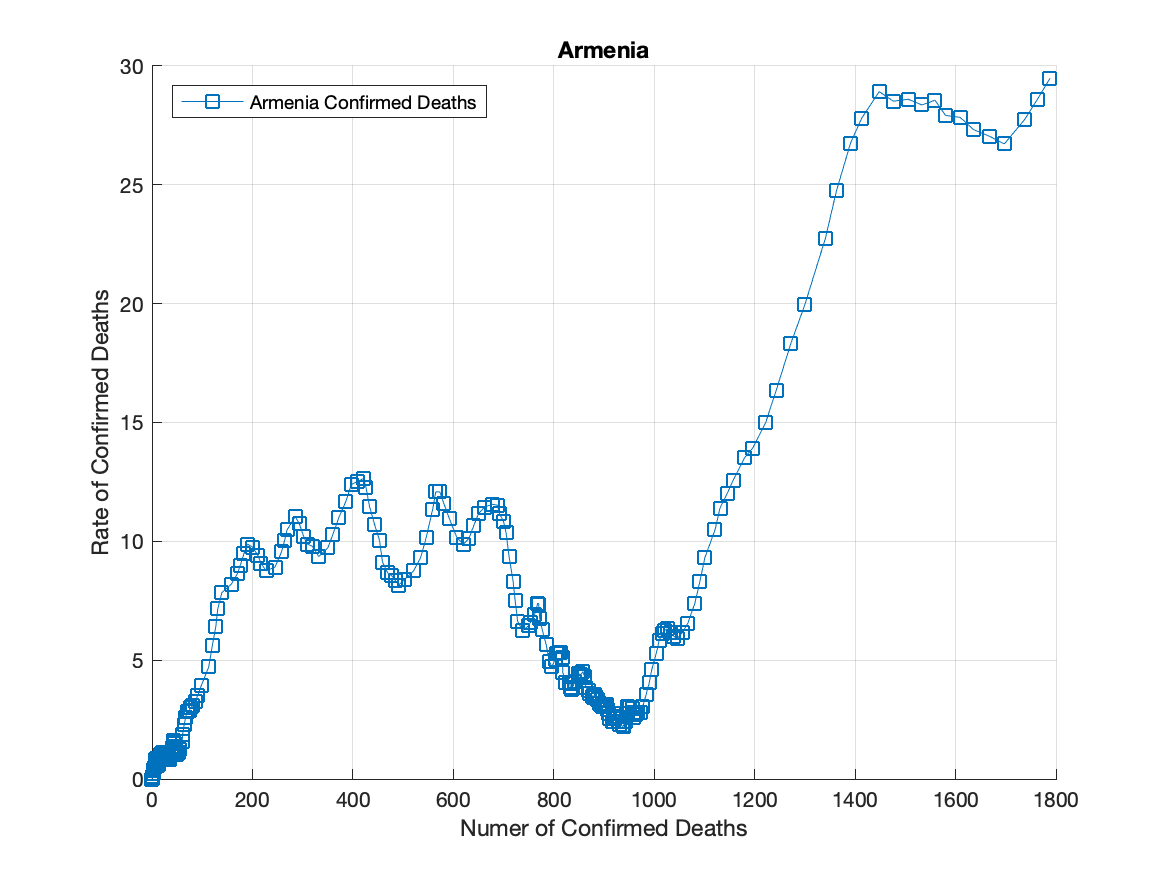 Armenia
Armenia Confirmed Deaths
Rate of Confirmed Deaths
30
25
20
15
10
5
0
0 200 400 600 800 1000 1200 1400 1600 1800
Numer of Confirmed Deaths